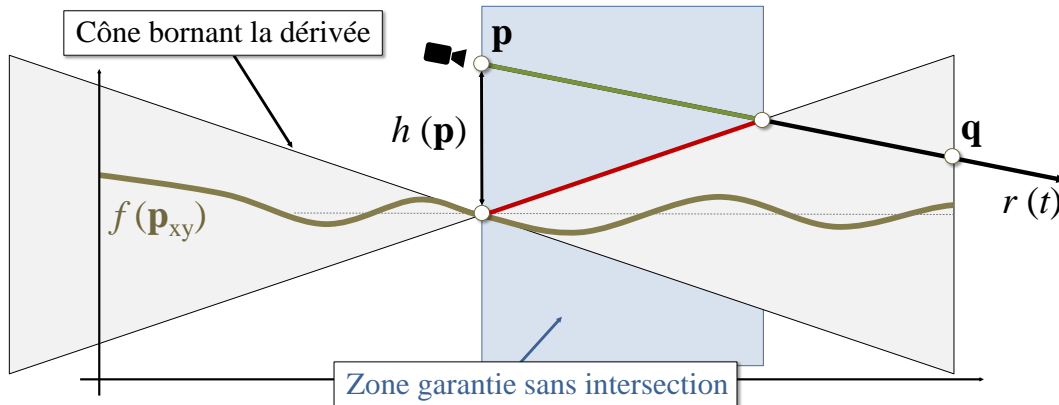 Cône bornant la dérivée
p
h (p)
q
r (t)
f (pxy)
Zone garantie sans intersection